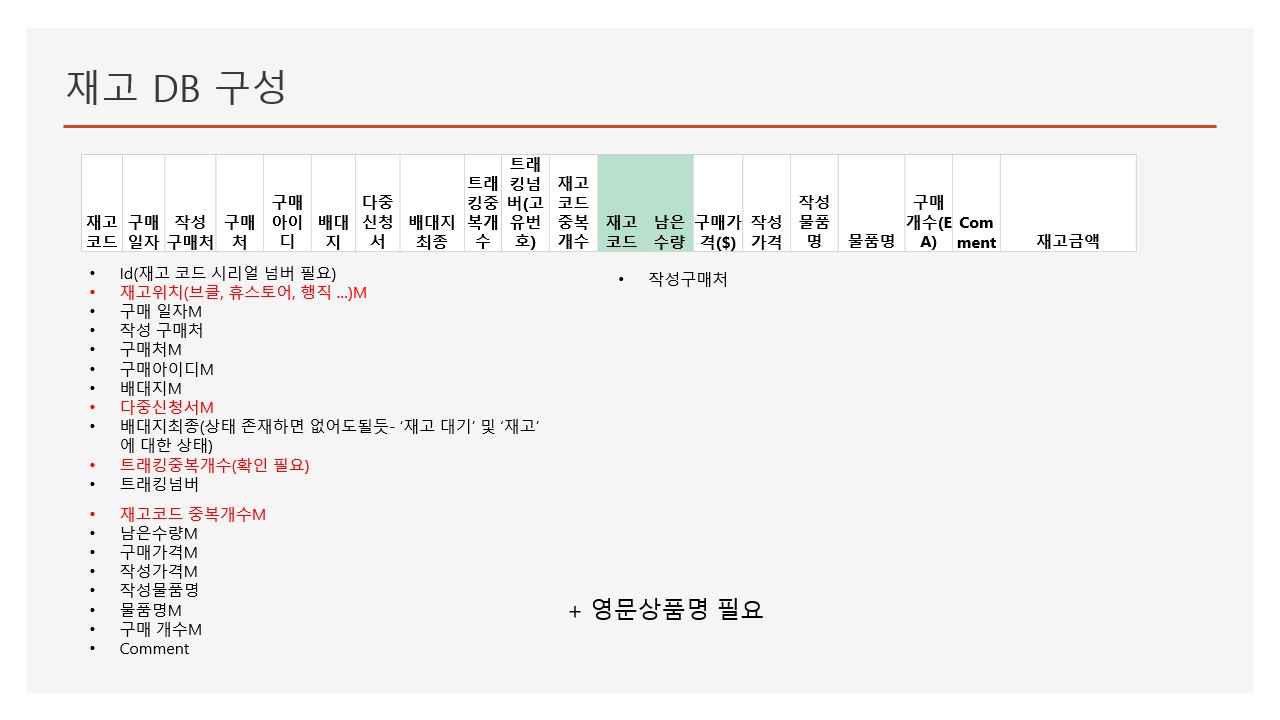 재고 DB 구성
재고 코드
구매 일자
작성 구매처
구매처
구매 아이디
배대지
다중 신청서
배대지 최종
트래킹중복개수
트래킹넘버(고유번호)
재고 코드 중복 개수
재고 코드
남은 수량
구매가격($)
작성 가격
작성 물품명
물품명
구매 개수(EA)
Comment
재고금액
• Id(재고 코드 시리얼 넘버 필요)
• 재고위치(브클, 휴스토어, 행직 ...)M
• 구매 일자M
• 작성 구매처
• 구매처M
• 구매아이디M
• 배대지M
• 다중신청서M
• 배대지최종(상태 존재하면 없어도될듯- ‘재고 대기’ 및 ‘재고’
에 대한 상태)
• 트래킹중복개수(확인 필요)
• 트래킹넘버
• 재고코드 중복개수M
• 남은수량M
• 구매가격M
• 작성가격M
• 작성물품명
• 물품명M
• 구매 개수M
• Comment
• 작성구매처
+ 영문상품명 필요